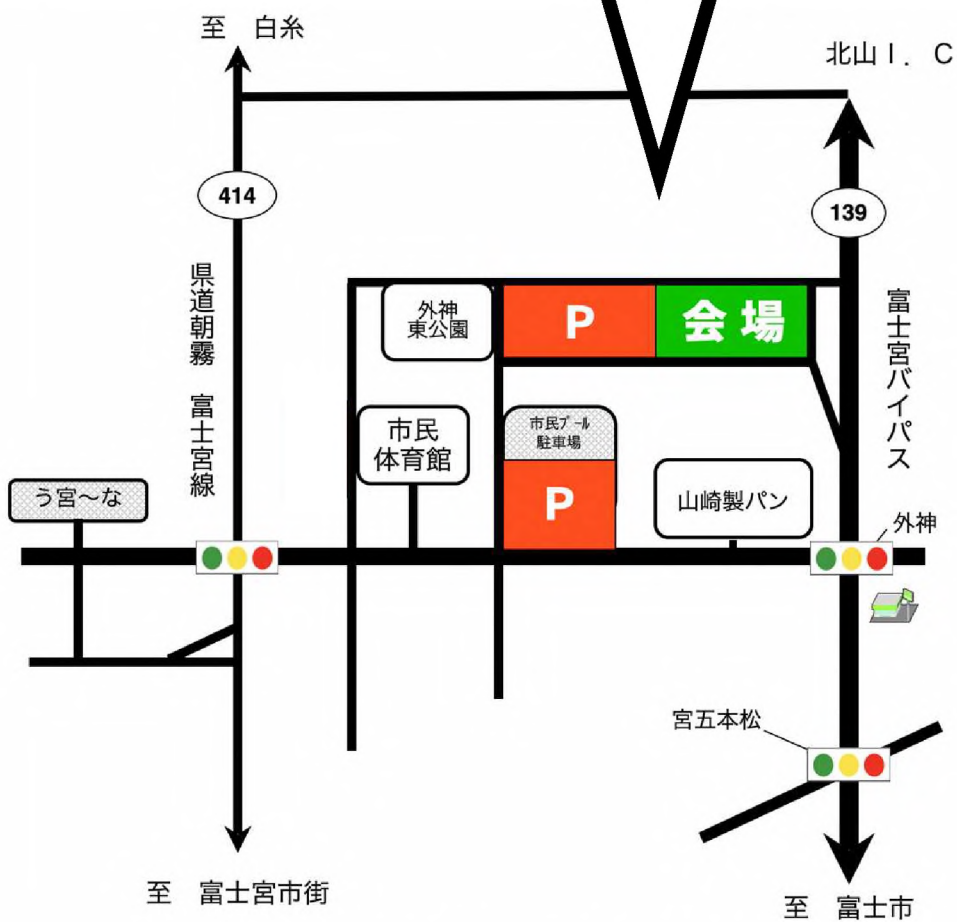 至　白糸
北山Ｉ．Ｃ
414
139
県道朝霧　富士宮線
外神
東公園
P
会場
富士宮バイパス
市民
体育館
市民プール
駐車場
P
山崎製パン
う宮～な
外神
宮五本松
至　富士宮市街
至　富士市